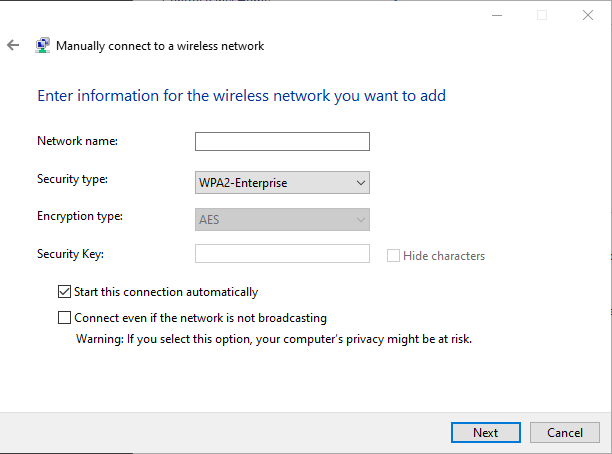 Manually connect to a wireless network
Enter information for the wireless network you want to add
Network name:
Security type: WPA2-Enterprise
Encryption type: AES
Security Key: Hide characters
Start this connection automatically
Connect even if the network is not broadcasting
Warning: If you select this option, your computer's privacy might be at risk.
Next Cancel